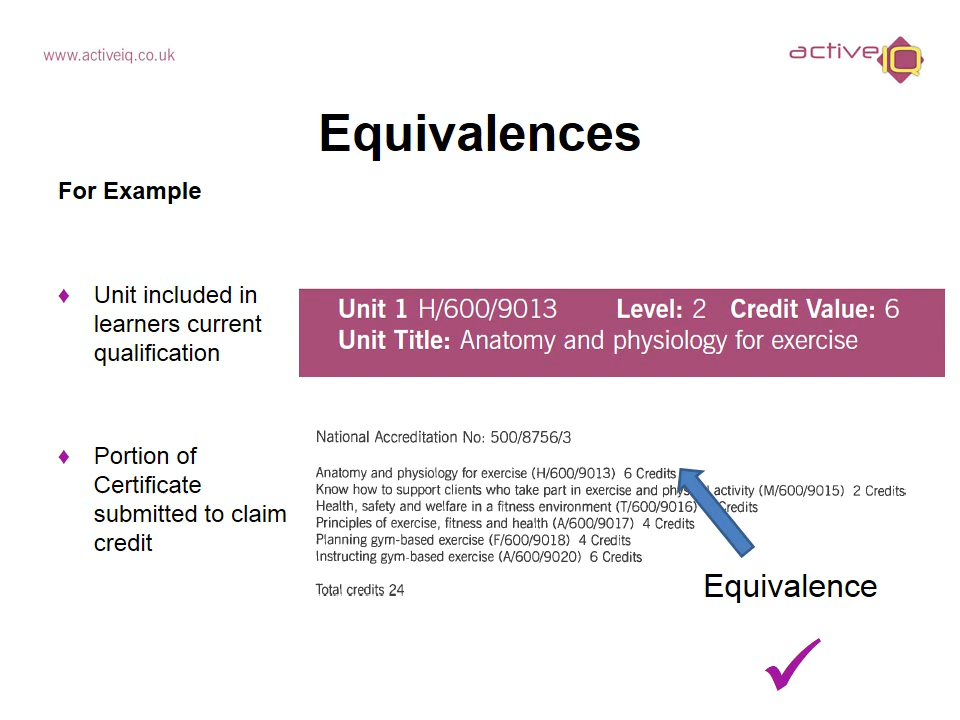 www.activeiq.co.uk
active IQ
Equivalences
For Example
♦ Unit included in
learners current
qualification
Unit 1 H/600/9013 Level: 2 Credit Value: 6
Unit Title: Anatomy and physiology for exercise
♦ Portion of
Certificate
submitted to claim
credit
National Accreditation No: 500/8756/3
Anatomy and physiology for exercise (H/600/9013) 6 Credits
Know how to support clients who take part in exercise and activity (M/600/9015) 2 Credits
Health, safety and welfare in a fitness environment (T/600/9016)
Principles of exercise, fitness and health (A/600/9017) 4 Credits
Planning gym-based exercise (F/600/9018) 4 Credits
Instructing gym-based exercise (A/600/9020) 6 Credits
Total credits 24
Equivalence